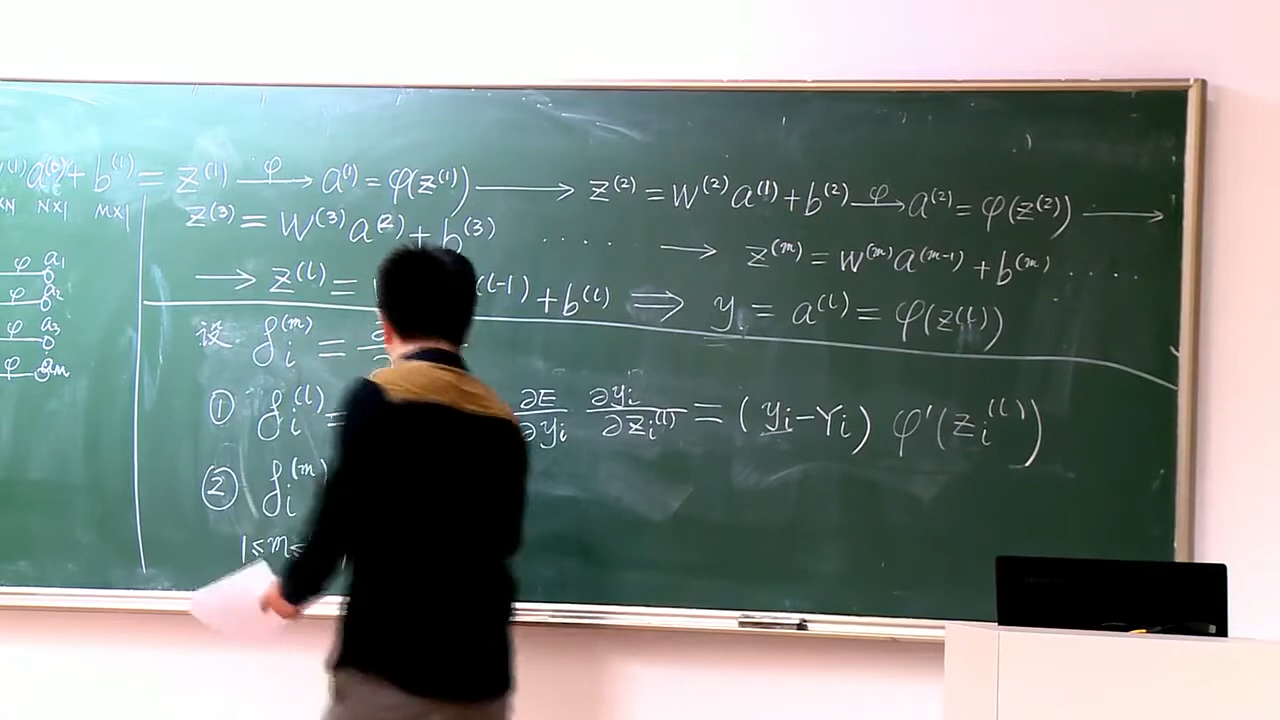 a⁽⁰⁾ + b⁽¹⁾ = z⁽¹⁾ —φ→ a⁽¹⁾ = φ(z⁽¹⁾) ⟶ z⁽²⁾ = w⁽²⁾a⁽¹⁾ + b⁽²⁾ —φ→ a⁽²⁾ = φ(z⁽²⁾) ⟶
N×1 M×1
z⁽³⁾ = w⁽³⁾a⁽²⁾ + b⁽³⁾ ····· ⟶ z⁽ᵐ⁾ = w⁽ᵐ⁾a⁽ᵐ⁻¹⁾ + b⁽ᵐ⁾ ·····
φ a₁
φ a₂
φ a₃
φ aₘ
⟶ z⁽ˡ⁾ = ⁽ˡ⁻¹⁾ + b⁽ˡ⁾ ⟹ yᵢ = a⁽ˡ⁾ = φ(z⁽ˡ⁾)
设 δᵢ⁽ᵐ⁾ =
① δᵢ⁽ˡ⁾ = ∂E/∂yᵢ ∂yᵢ/∂zᵢ⁽ˡ⁾ = (yᵢ−Yᵢ) φ′(zᵢ⁽ˡ⁾)
② δᵢ⁽ᵐ⁾
1≤m≤